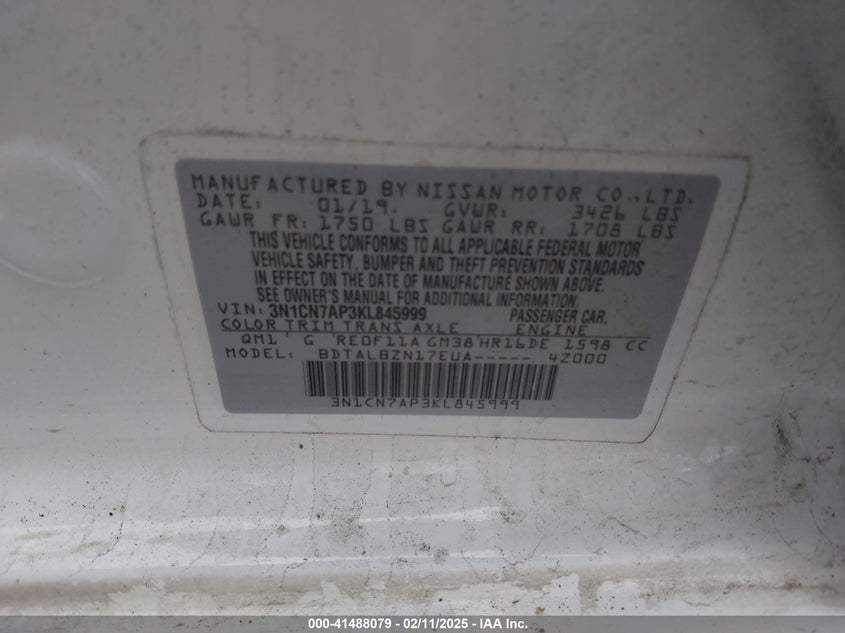 MANUFACTURED BY NISSAN MOTOR CO., LTD.
DATE: 01/19. GVWR: 3426 LBS
GAWR FR: 1750 LBS GAWR RR: 1708 LBS
THIS VEHICLE CONFORMS TO ALL APPLICABLE FEDERAL MOTOR
VEHICLE SAFETY, BUMPER AND THEFT PREVENTION STANDARDS
IN EFFECT ON THE DATE OF MANUFACTURE SHOWN ABOVE.
SEE OWNER'S MANUAL FOR ADDITIONAL INFORMATION.
VIN: 3N1CN7AP3KL845999 PASSENGER CAR.
COLOR TRIM TRANS AXLE ENGINE
QM1 G RE0F11A GM38 HR16DE 1598 CC
MODEL: BDTALBZN17EUA----- 4Z000
3N1CN7AP3KL845999
000-41488079 - 02/11/2025 - IAA Inc.